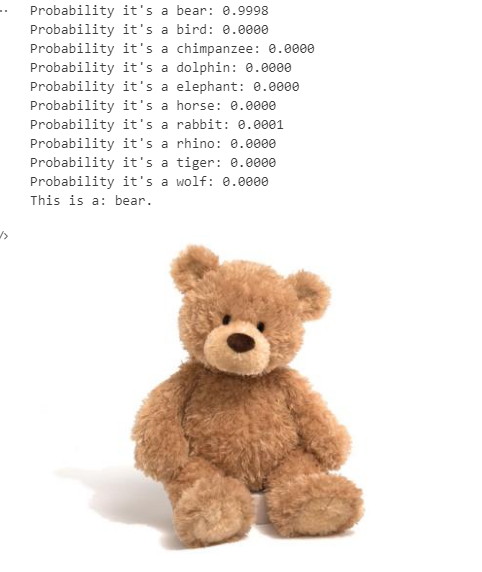 Probability it's a bear: 0.9998
Probability it's a bird: 0.0000
Probability it's a chimpanzee: 0.0000
Probability it's a dolphin: 0.0000
Probability it's a elephant: 0.0000
Probability it's a horse: 0.0000
Probability it's a rabbit: 0.0001
Probability it's a rhino: 0.0000
Probability it's a tiger: 0.0000
Probability it's a wolf: 0.0000
This is a: bear.